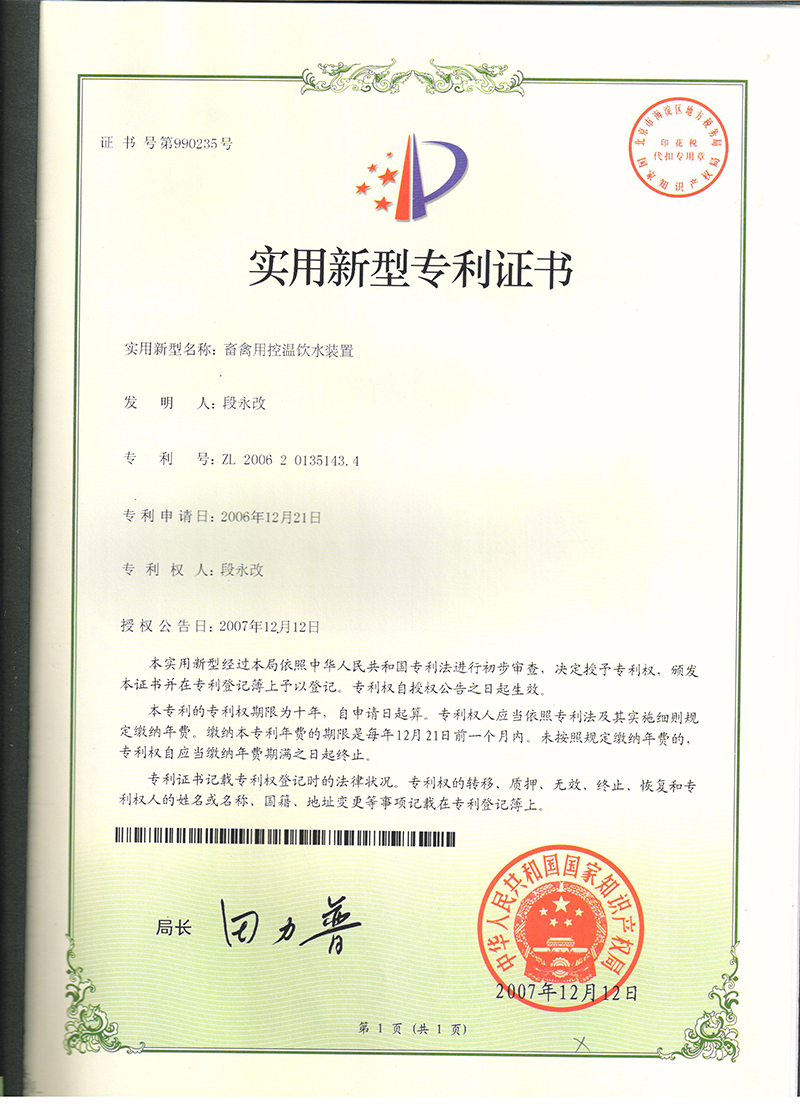 证书号第990235号
北京市海淀区地方税务局
印花税
代扣专用章
国家知识产权局
实用新型专利证书
实用新型名称：畜禽用控温饮水装置
发明人：段永改
专利号：ZL 2006 2 0135143.4
专利申请日：2006年12月21日
专利权人：段永改
授权公告日：2007年12月12日
本实用新型经过本局依照中华人民共和国专利法进行初步审查，决定授予专利权，颁发
本证书并在专利登记簿上予以登记。专利权自授权公告之日起生效。
本专利的专利权期限为十年，自申请日起算。专利权人应当依照专利法及其实施细则规
定缴纳年费。缴纳本专利年费的期限是每年12月21日前一个月内。未按照规定缴纳年费的，
专利权自应当缴纳年费期满之日起终止。
专利证书记载专利权登记时的法律状况。专利权的转移、质押、无效、终止、恢复和专
利权人的姓名或名称、国籍、地址变更等事项记载在专利登记簿上。
局长 田力普
中华人民共和国国家知识产权局
2007年12月12日
第 1 页 (共 1 页)